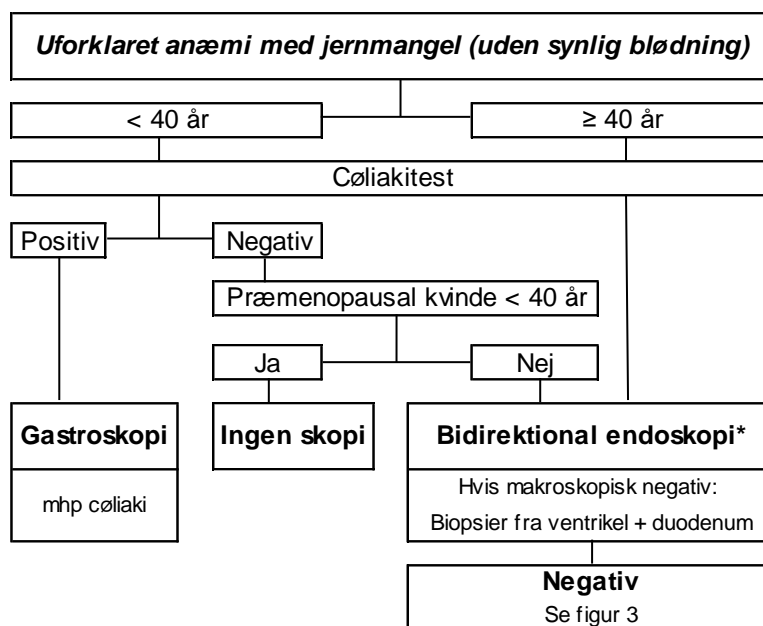 Uforklaret anæmi med jernmangel (uden synlig blødning)
< 40 år
≥ 40 år
Cøliakitest
Positiv
Negativ
Præmenopausal kvinde < 40 år
Ja
Nej
Gastroskopi
mhp cøliaki
Ingen skopi
Bidirektional endoskopi*
Hvis makroskopisk negativ:
Biopsier fra ventrikel + duodenum
Negativ
Se figur 3